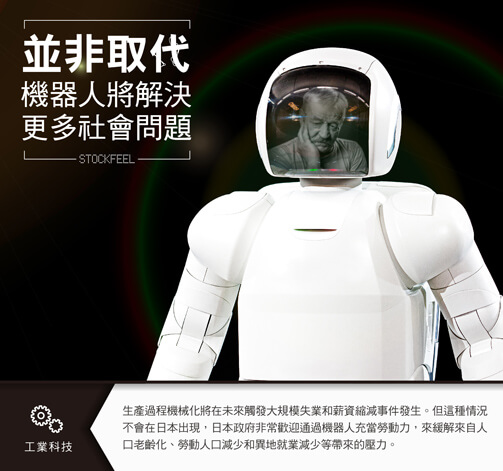 並非取代
機器人將解決
更多社會問題
STOCKFEEL
工業科技
生產過程機械化將在未來觸發大規模失業和薪資縮減事件發生。但這種情況
不會在日本出現，日本政府非常歡迎通過機器人充當勞動力，來緩解來自人
口老齡化、勞動人口減少和異地就業減少等帶來的壓力。